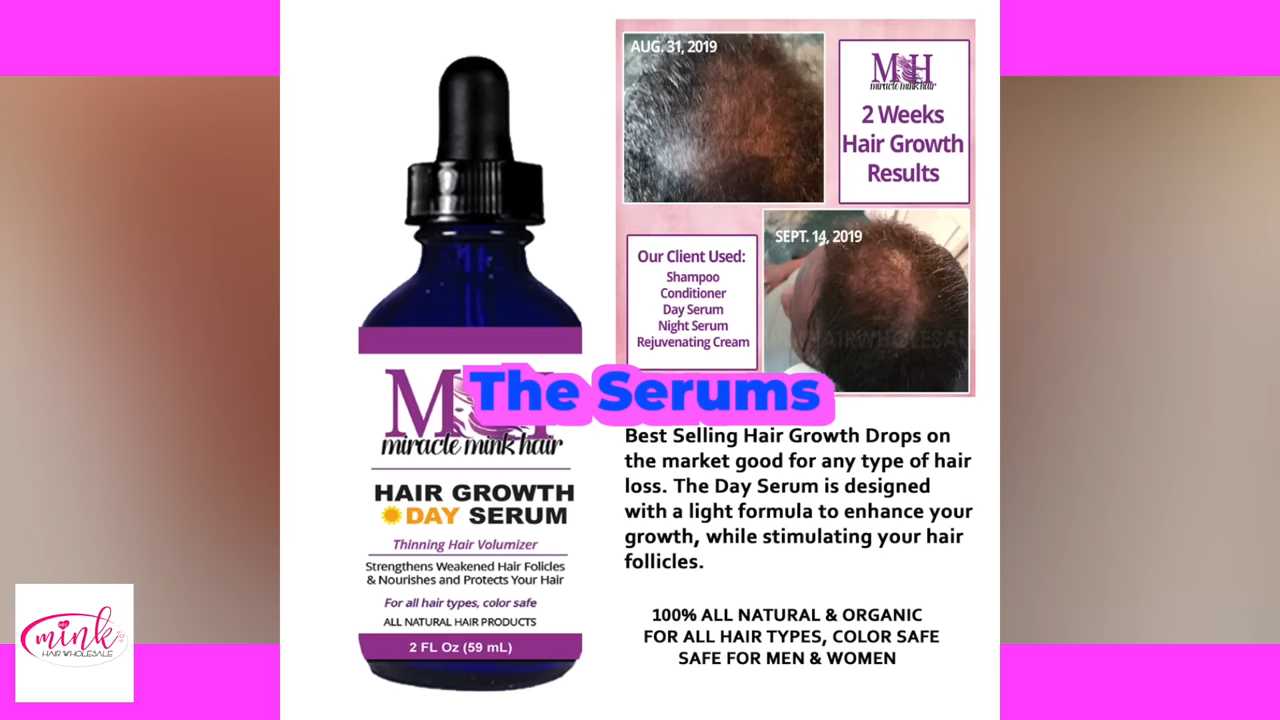 AUG. 31, 2019
M H
miracle mink hair
2 Weeks
Hair Growth
Results
SEPT. 14, 2019
Our Client Used:
Shampoo
Conditioner
Day Serum
Night Serum
Rejuvenating Cream
The Serums
M
miracle mink hair
HAIR GROWTH
DAY SERUM
Thinning Hair Volumizer
Strengthens Weakened Hair Folicles
& Nourishes and Protects Your Hair
For all hair types, color safe
ALL NATURAL HAIR PRODUCTS
2 FL Oz (59 mL)
Best Selling Hair Growth Drops on
the market good for any type of hair
loss. The Day Serum is designed
with a light formula to enhance your
growth, while stimulating your hair
follicles.
100% ALL NATURAL & ORGANIC
FOR ALL HAIR TYPES, COLOR SAFE
SAFE FOR MEN & WOMEN
mink
HAIR WHOLESALE